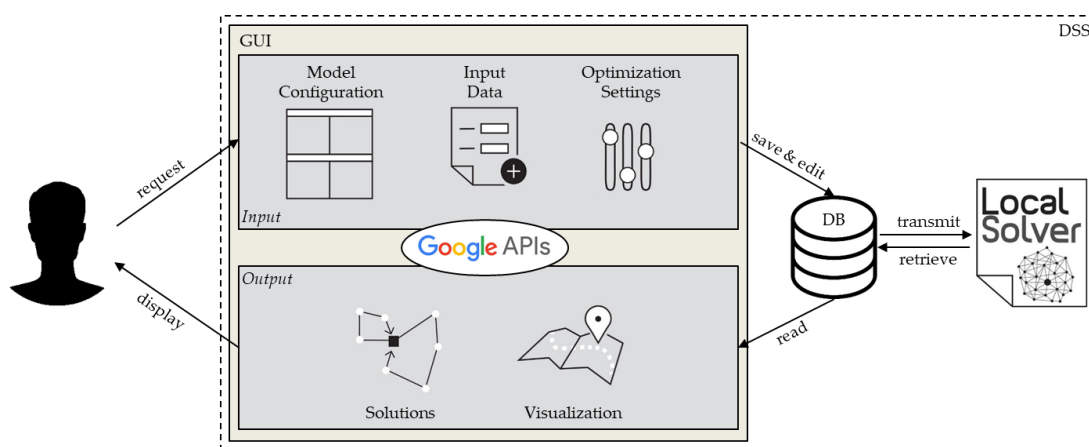 DSS
GUI
Model
Configuration
Input
Data
Optimization
Settings
Input
request
save & edit
DB
transmit
retrieve
Local
Solver
Google APIs
Output
display
read
Solutions
Visualization